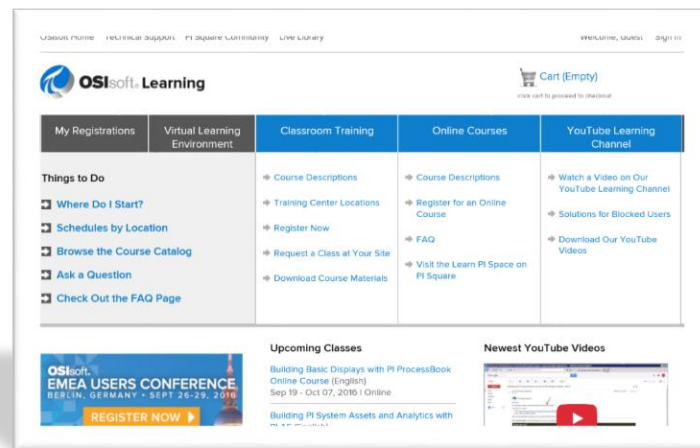 OSIsoft Home Technical Support PI Square Community Live Library Welcome, Guest Sign In
OSIsoft. Learning
Cart (Empty)
click cart to proceed to checkout
My Registrations
Virtual Learning
Environment
Classroom Training
Online Courses
YouTube Learning
Channel
Things to Do
Where Do I Start?
Schedules by Location
Browse the Course Catalog
Ask a Question
Check Out the FAQ Page
Course Descriptions
Training Center Locations
Register Now
Request a Class at Your Site
Download Course Materials
Course Descriptions
Register for an Online
Course
FAQ
Visit the Learn PI Space on
PI Square
Watch a Video on Our
YouTube Learning Channel
Solutions for Blocked Users
Download Our YouTube
Videos
OSIsoft.
EMEA USERS CONFERENCE
BERLIN, GERMANY • SEPT 26-29, 2016
REGISTER NOW
Upcoming Classes
Building Basic Displays with PI ProcessBook
Online Course (English)
Sep 19 - Oct 07, 2016 | Online
Building PI System Assets and Analytics with
PI AF (English)
Newest YouTube Videos